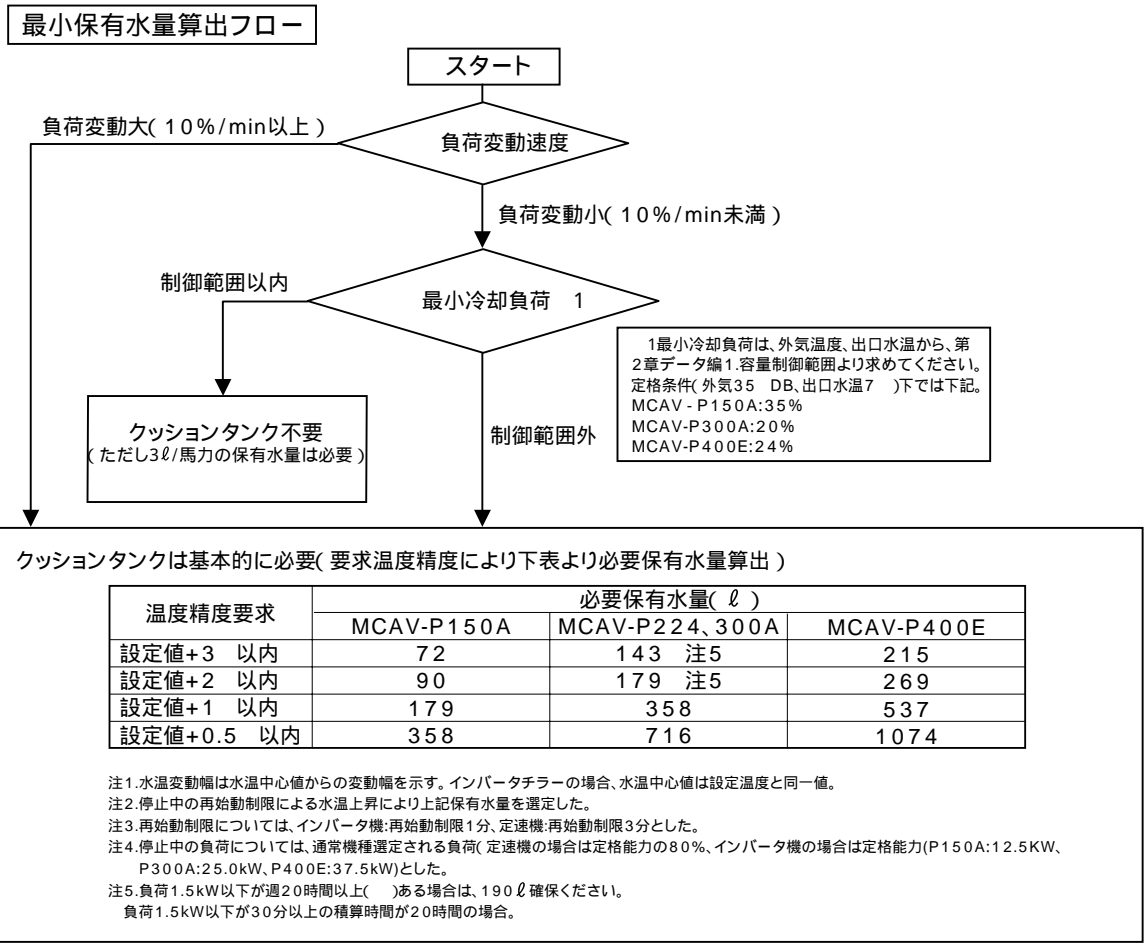 最小保有水量算出フロー
スタート
負荷変動大(10%/min以上)
負荷変動速度
負荷変動小(10%/min未満)
制御範囲以内
最小冷却負荷 1
1最小冷却負荷は、外気温度、出口水温から、第
2章データ編1.容量制御範囲より求めてください。
定格条件(外気35 DB、出口水温7 )下では下記。
MCAV-P150A:35%
MCAV-P300A:20%
MCAV-P400E:24%
クッションタンク不要
(ただし3ℓ/馬力の保有水量は必要)
制御範囲外
クッションタンクは基本的に必要(要求温度精度により下表より必要保有水量算出)
温度精度要求 必要保有水量(ℓ)
MCAV-P150A MCAV-P224、300A MCAV-P400E
設定値+3 以内 72 143 注5 215
設定値+2 以内 90 179 注5 269
設定値+1 以内 179 358 537
設定値+0.5 以内 358 716 1074
注1.水温変動幅は水温中心値からの変動幅を示す。インバータチラーの場合、水温中心値は設定温度と同一値。
注2.停止中の再始動制限による水温上昇により上記保有水量を選定した。
注3.再始動制限については、インバータ機:再始動制限1分、定速機:再始動制限3分とした。
注4.停止中の負荷については、通常機種選定される負荷(定速機の場合は定格能力の80%、インバータ機の場合は定格能力(P150A:12.5KW、
P300A:25.0kW、P400E:37.5kW)とした。
注5.負荷1.5kW以下が週20時間以上( )ある場合は、190ℓ確保ください。
負荷1.5kW以下が30分以上の積算時間が20時間の場合。